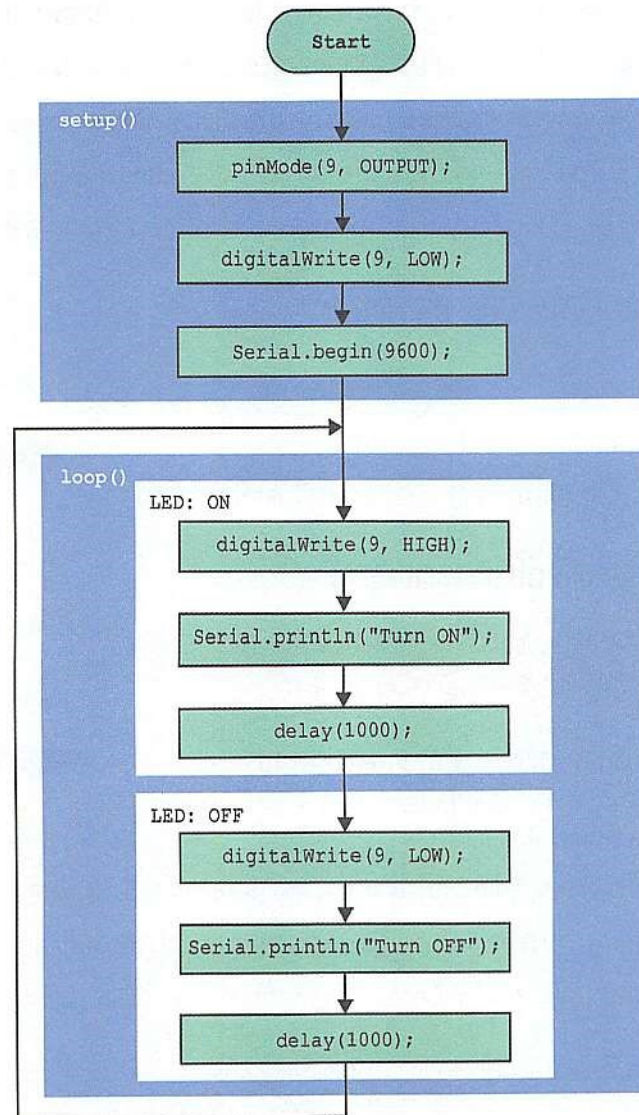 Start
setup()
pinMode(9, OUTPUT);
digitalWrite(9, LOW);
Serial.begin(9600);
loop()
LED: ON
digitalWrite(9, HIGH);
Serial.println("Turn ON");
delay(1000);
LED: OFF
digitalWrite(9, LOW);
Serial.println("Turn OFF");
delay(1000);